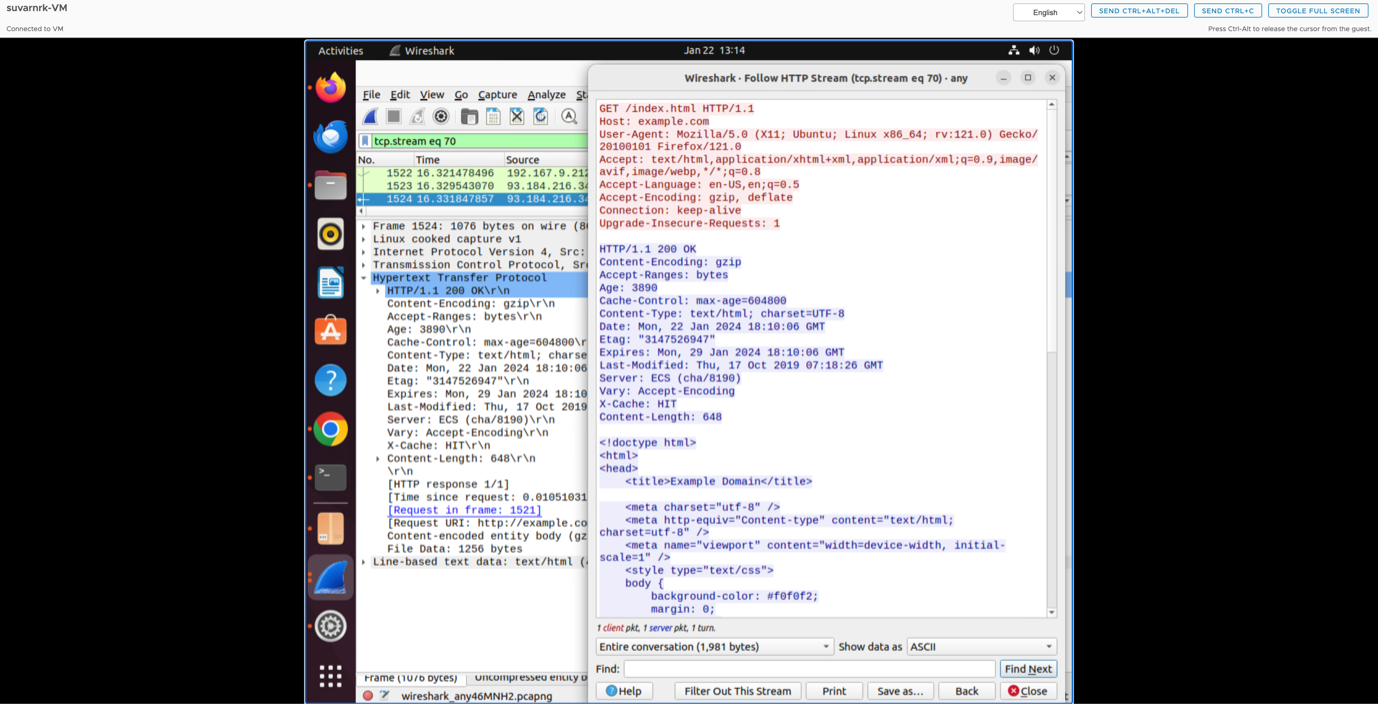 suvarnrk-VM
English
SEND CTRL+ALT+DEL
SEND CTRL+C
TOGGLE FULL SCREEN
Connected to VM
Press Ctrl-Alt to release the cursor from the guest.
Activities
Wireshark
Jan 22 13:14
File Edit View Go Capture Analyze St
tcp.stream eq 70
No. Time Source
1522 16.321478496 192.167.9.212
1523 16.329543070 93.184.216.34
1524 16.331847857 93.184.216.34
Frame 1524: 1076 bytes on wire (86
Linux cooked capture v1
Internet Protocol Version 4, Src:
Transmission Control Protocol, Src
Hypertext Transfer Protocol
HTTP/1.1 200 OK\r\n
Content-Encoding: gzip\r\n
Accept-Ranges: bytes\r\n
Age: 3890\r\n
Cache-Control: max-age=604800\r
Content-Type: text/html; charse
Date: Mon, 22 Jan 2024 18:10:06
Etag: "3147526947"\r\n
Expires: Mon, 29 Jan 2024 18:10
Last-Modified: Thu, 17 Oct 2019
Server: ECS (cha/8190)\r\n
Vary: Accept-Encoding\r\n
X-Cache: HIT\r\n
Content-Length: 648\r\n
\r\n
[HTTP response 1/1]
[Time since request: 0.01051031
[Request in frame: 1521]
[Request URI: http://example.co
Content-encoded entity body (gz
File Data: 1256 bytes
Line-based text data: text/html (
Frame (1076 bytes) Uncompressed entity b
wireshark_any46MNH2.pcapng
Wireshark · Follow HTTP Stream (tcp.stream eq 70) · any
GET /index.html HTTP/1.1
Host: example.com
User-Agent: Mozilla/5.0 (X11; Ubuntu; Linux x86_64; rv:121.0) Gecko/
20100101 Firefox/121.0
Accept: text/html,application/xhtml+xml,application/xml;q=0.9,image/
avif,image/webp,*/*;q=0.8
Accept-Language: en-US,en;q=0.5
Accept-Encoding: gzip, deflate
Connection: keep-alive
Upgrade-Insecure-Requests: 1
HTTP/1.1 200 OK
Content-Encoding: gzip
Accept-Ranges: bytes
Age: 3890
Cache-Control: max-age=604800
Content-Type: text/html; charset=UTF-8
Date: Mon, 22 Jan 2024 18:10:06 GMT
Etag: "3147526947"
Expires: Mon, 29 Jan 2024 18:10:06 GMT
Last-Modified: Thu, 17 Oct 2019 07:18:26 GMT
Server: ECS (cha/8190)
Vary: Accept-Encoding
X-Cache: HIT
Content-Length: 648
<!doctype html>
<html>
<head>
<title>Example Domain</title>
<meta charset="utf-8" />
<meta http-equiv="Content-type" content="text/html;
charset=utf-8" />
<meta name="viewport" content="width=device-width, initial-
scale=1" />
<style type="text/css">
body {
background-color: #f0f0f2;
margin: 0;
1 client pkt, 1 server pkt, 1 turn.
Entire conversation (1,981 bytes)
Show data as ASCII
Find:
Find Next
Help
Filter Out This Stream
Print
Save as…
Back
Close